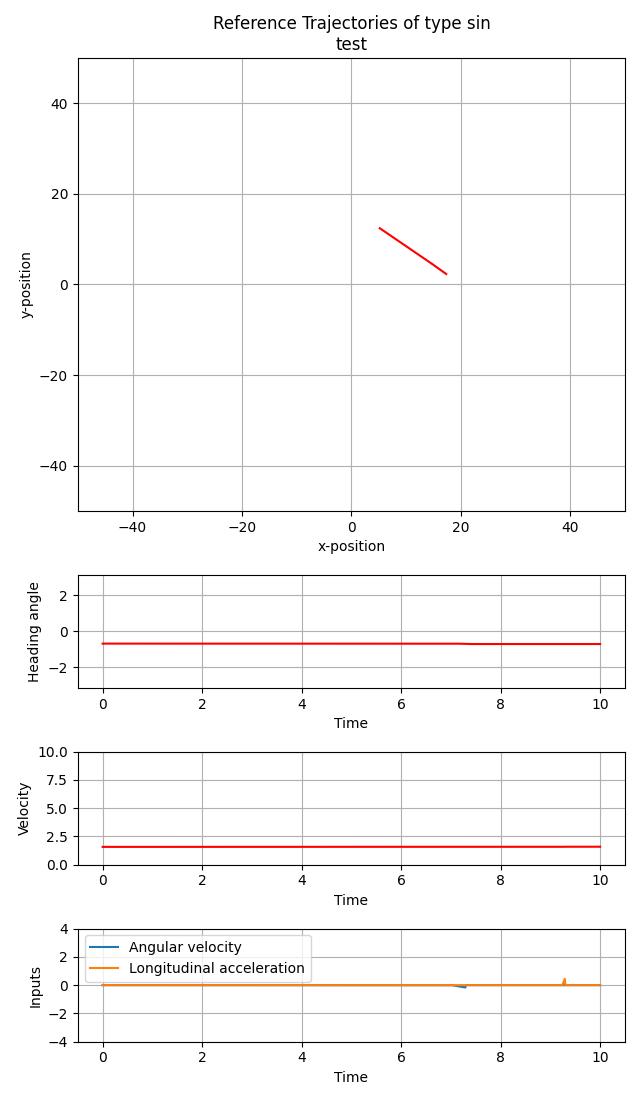 Reference Trajectories of type sin
test
40
20
0
−20
−40
y-position
−40 −20 0 20 40
x-position
2
0
−2
Heading angle
0 2 4 6 8 10
Time
10.0
7.5
5.0
2.5
0.0
Velocity
0 2 4 6 8 10
Time
4
2
0
−2
−4
Inputs
Angular velocity
Longitudinal acceleration
0 2 4 6 8 10
Time